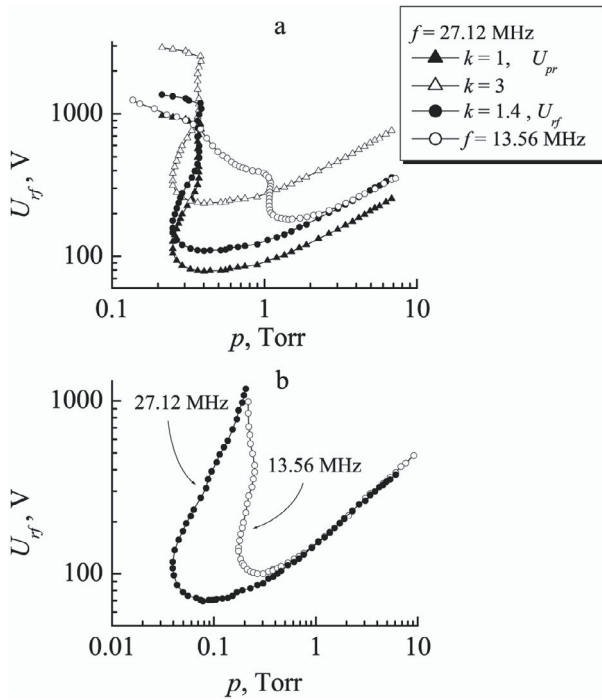 a
f = 27.12 MHz
k = 1, U_pr
k = 3
k = 1.4 , U_rf
f = 13.56 MHz
1000
100
U_rf, V
0.1
1
10
p, Torr
b
27.12 MHz
13.56 MHz
1000
100
U_rf, V
0.01
0.1
1
10
p, Torr